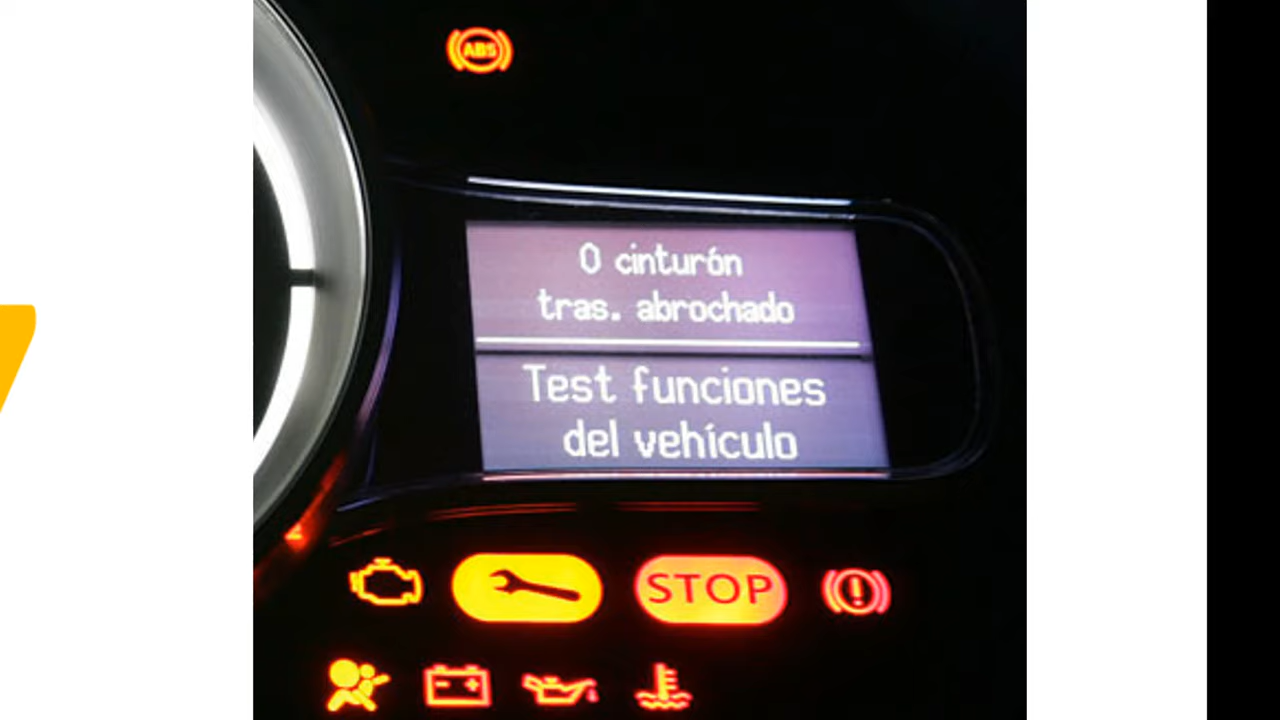 ABS
0 cinturón
tras. abrochado
Test funciones
del vehículo
STOP